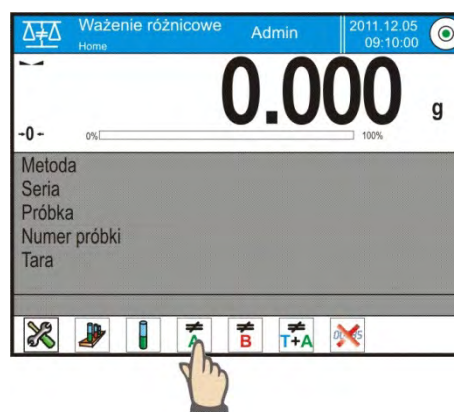 Ważenie różnicowe
Home
Admin
2011.12.05
09:10:00
0.000 g
0
0% 100%
Metoda
Seria
Próbka
Numer próbki
Tara
A B T+A